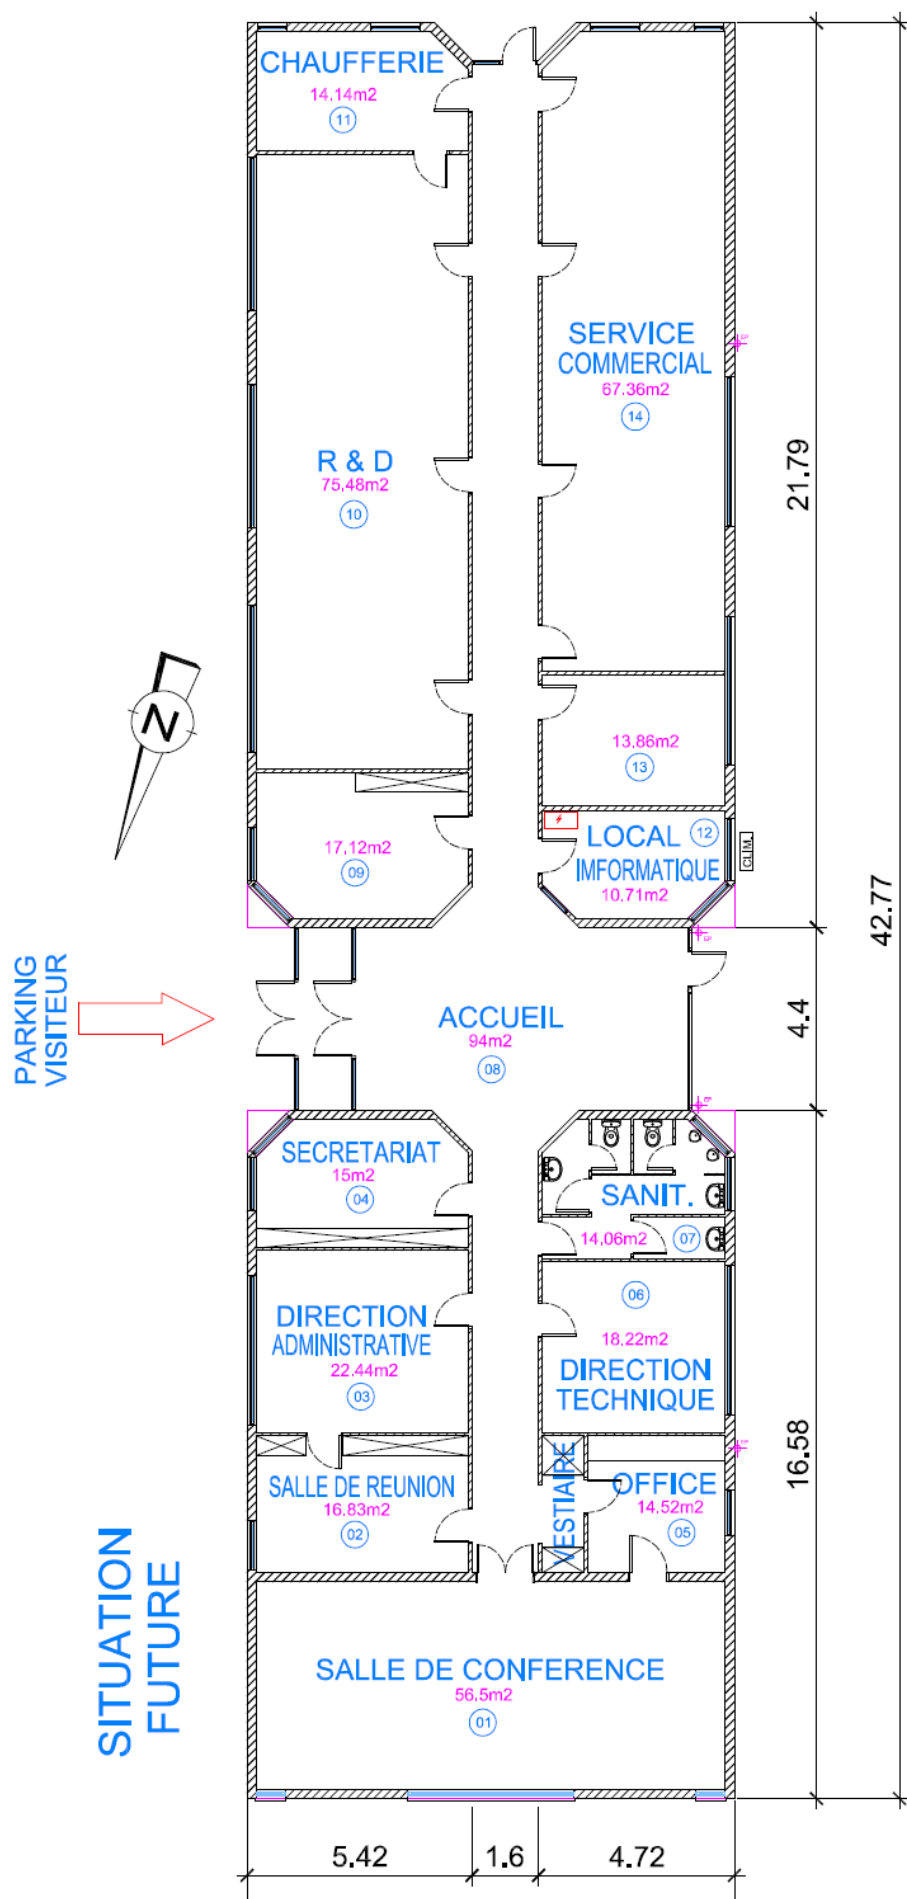 CHAUFFERIE
14.14m2
11
SERVICE
COMMERCIAL
67.36m2
14
R & D
75.48m2
10
21.79
N
13.86m2
13
LOCAL
12
IMFORMATIQUE
10.71m2
CLIM.
17.12m2
09
42.77
PARKING
VISITEUR
ACCUEIL
94m2
08
4.4
SECRETARIAT
15m2
04
SANIT.
14.06m2
07
DIRECTION
ADMINISTRATIVE
22.44m2
03
06
18.22m2
DIRECTION
TECHNIQUE
16.58
SALLE DE REUNION
16.83m2
02
VESTIAIRE
OFFICE
14.52m2
05
SITUATION
FUTURE
SALLE DE CONFERENCE
56.5m2
01
5.42
1.6
4.72